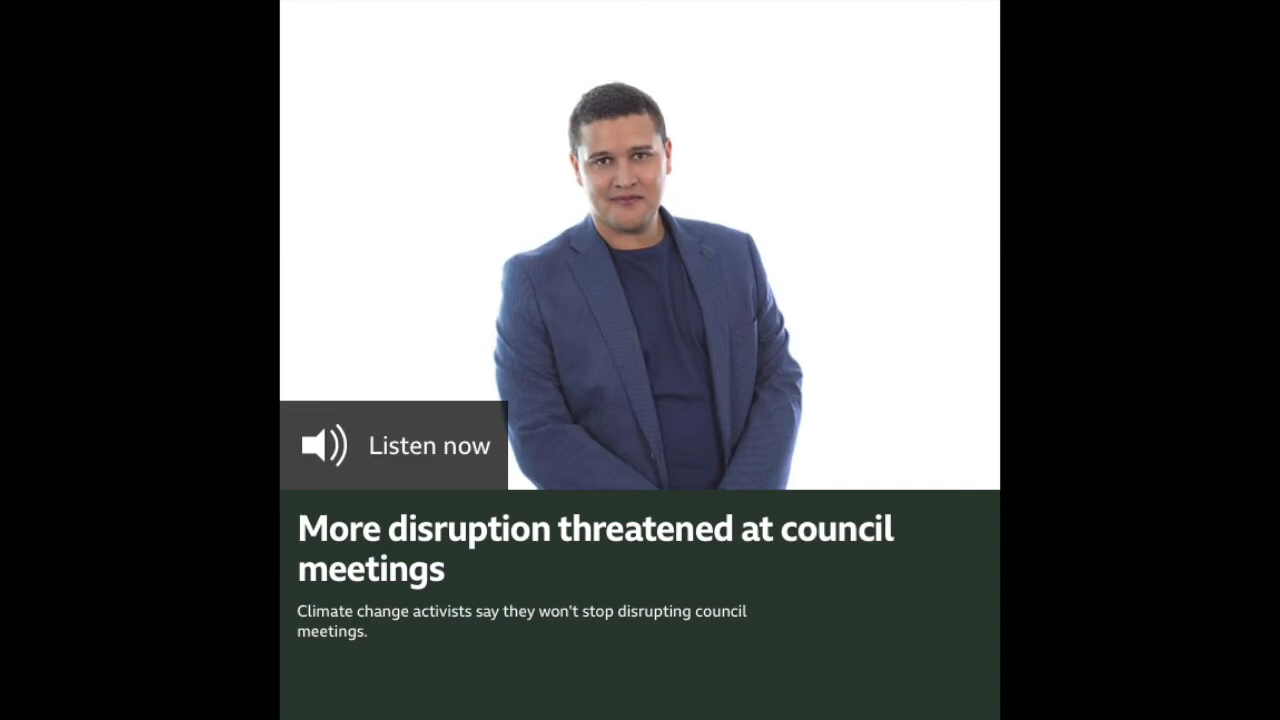 Listen now
More disruption threatened at council
meetings
Climate change activists say they won't stop disrupting council
meetings.